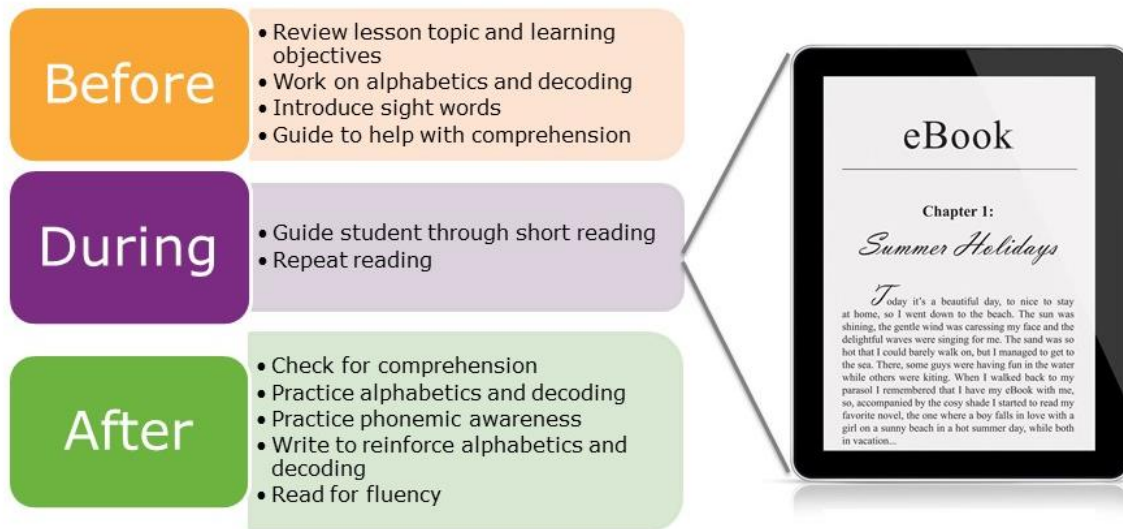 Before
• Review lesson topic and learning
objectives
• Work on alphabetics and decoding
• Introduce sight words
• Guide to help with comprehension
During
• Guide student through short reading
• Repeat reading
After
• Check for comprehension
• Practice alphabetics and decoding
• Practice phonemic awareness
• Write to reinforce alphabetics and
decoding
• Read for fluency
eBook
Chapter 1:
Summer Holidays
Today it's a beautiful day, to nice to stay
at home, so I went down to the beach. The sun was
shining, the gentle wind was caressing my face and the
delightful waves were singing for me. The sand was so
hot that I could barely walk on, but I managed to get to
the sea. There, some guys were having fun in the water
while others were kiting. When I walked back to my
parasol I remembered that I have my eBook with me,
so, accompanied by the cosy shade I started to read my
favorite novel, the one where a boy falls in love with a
girl on a sunny beach in a hot summer day, while both
in vacation...